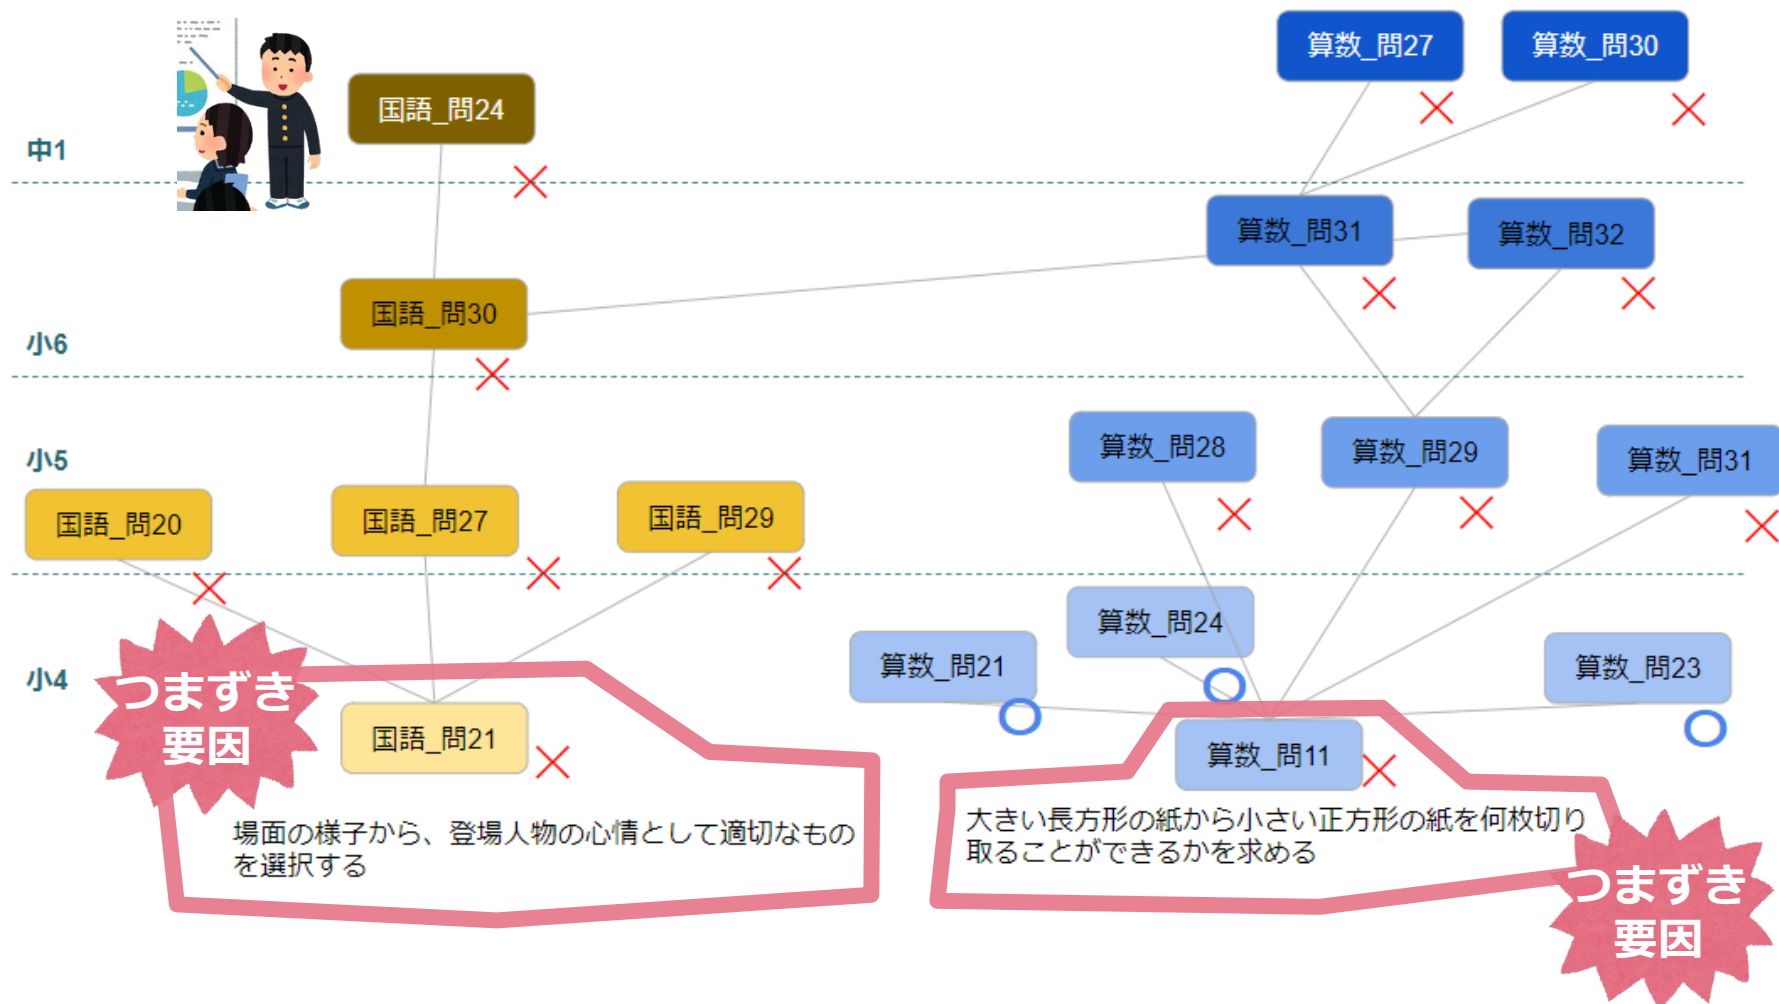 算数_問27
算数_問30
国語_問24
中1
算数_問31
算数_問32
国語_問30
小6
算数_問28
算数_問29
算数_問31
小5
国語_問20
国語_問27
国語_問29
算数_問24
算数_問21
算数_問23
小4
つまずき
要因
国語_問21
算数_問11
場面の様子から、登場人物の心情として適切なもの
を選択する
大きい長方形の紙から小さい正方形の紙を何枚切り
取ることができるかを求める
つまずき
要因